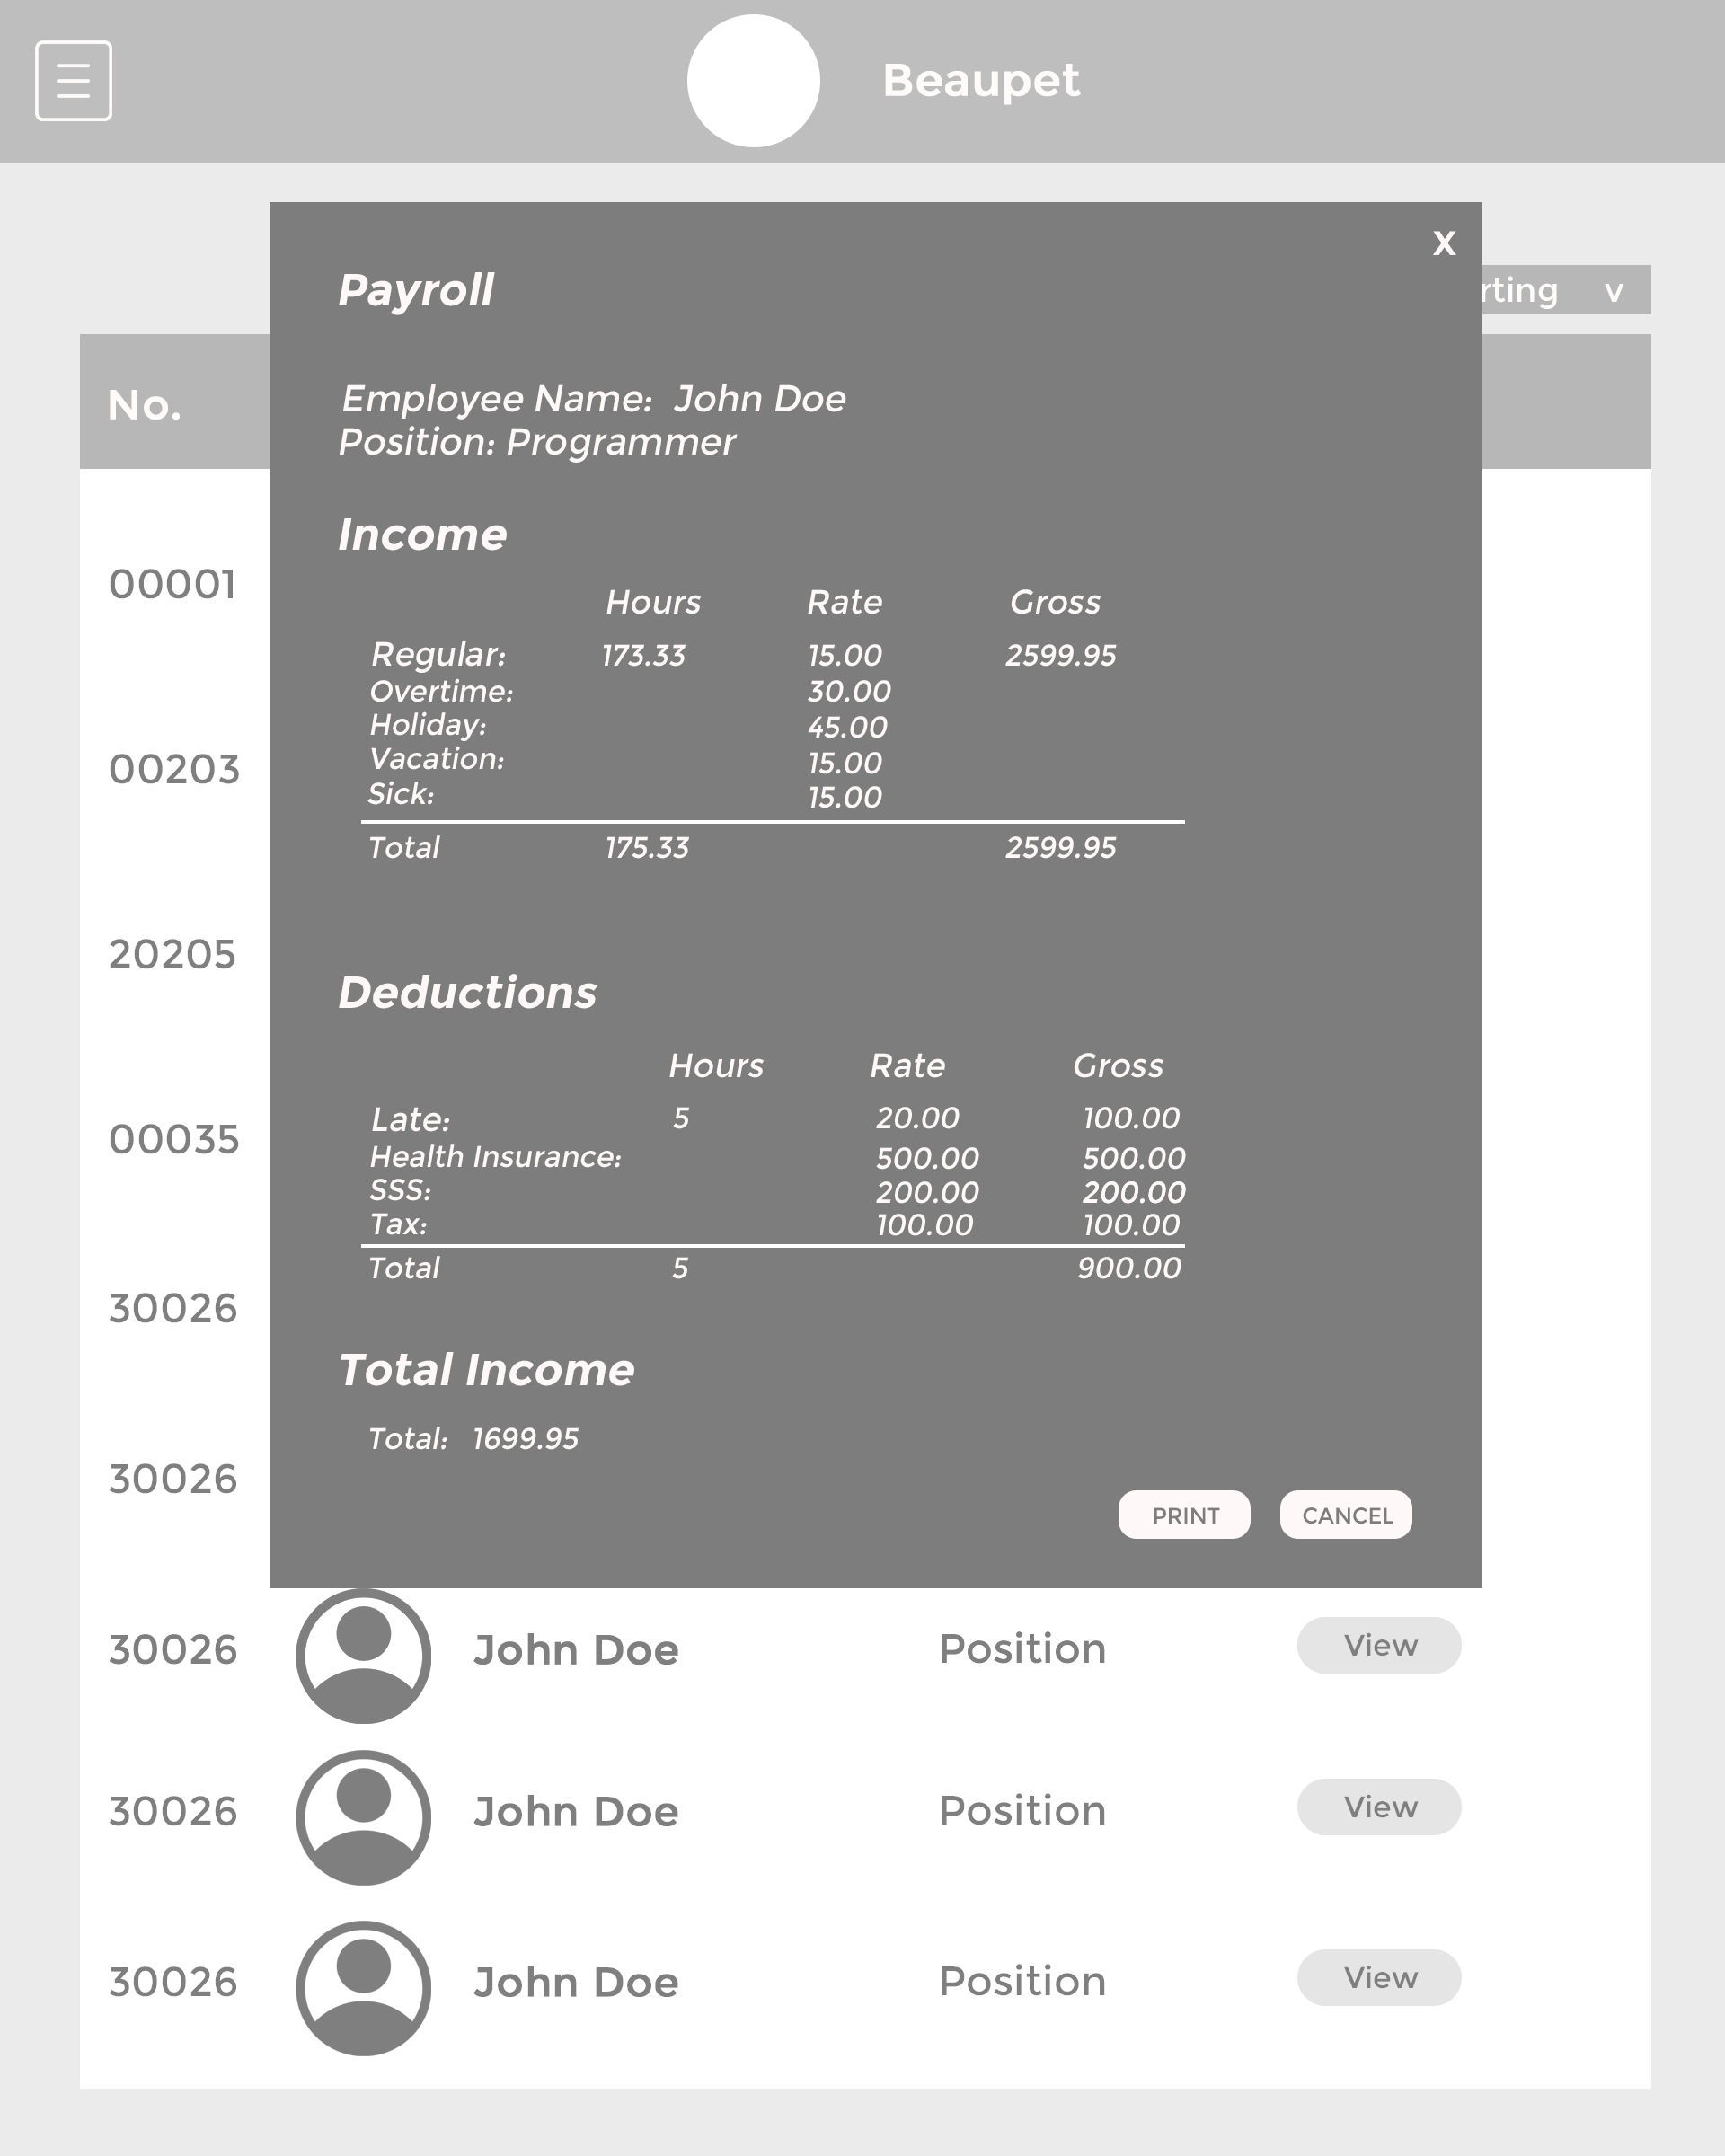 Beaupet
X
rting v
Payroll
No.
Employee Name: John Doe
Position: Programmer
Income
00001
Hours Rate Gross
Regular: 173.33 15.00 2599.95
Overtime: 30.00
Holiday: 45.00
Vacation: 15.00
00203
Sick: 15.00
Total 175.33 2599.95
20205
Deductions
Hours Rate Gross
Late: 5 20.00 100.00
00035
Health Insurance: 500.00 500.00
SSS: 200.00 200.00
Tax: 100.00 100.00
Total 5 900.00
30026
Total Income
Total: 1699.95
30026
PRINT CANCEL
30026 John Doe Position View
30026 John Doe Position View
30026 John Doe Position View